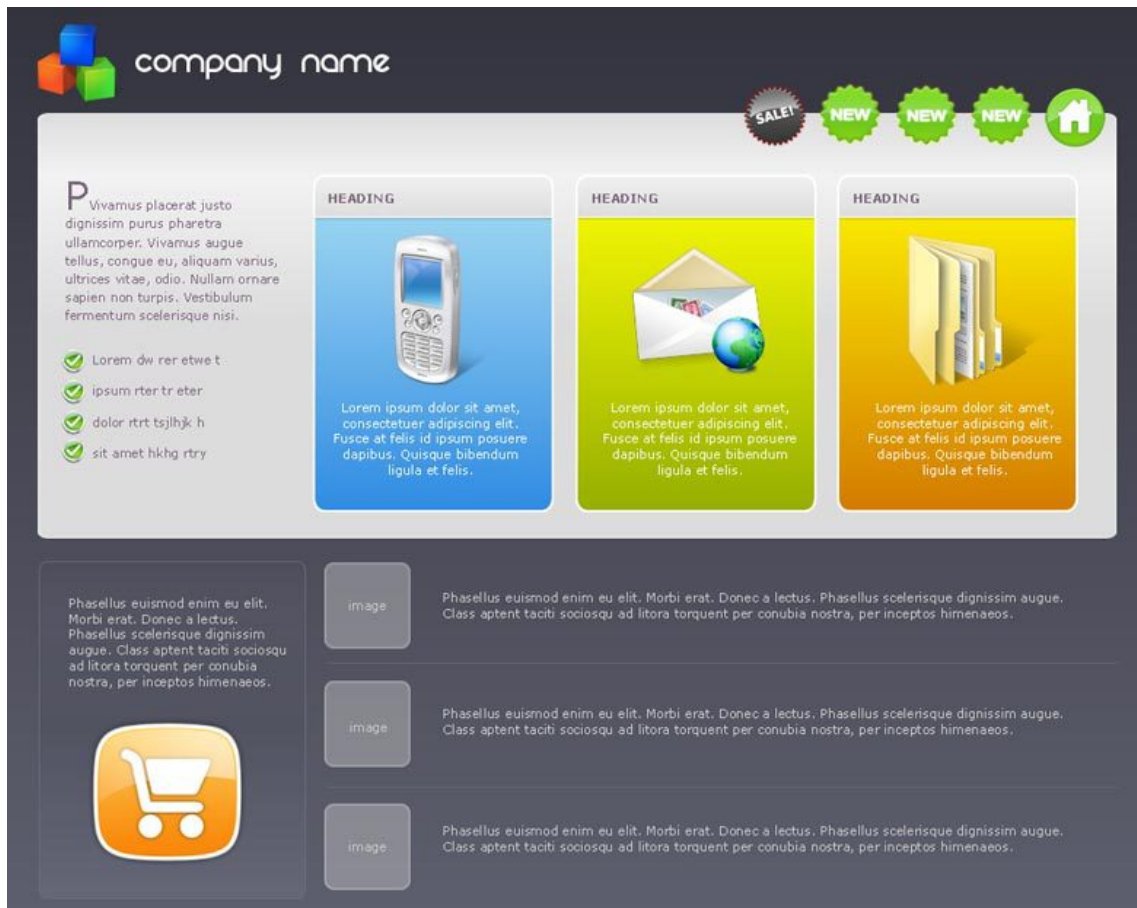 company name
SALE!
NEW
NEW
NEW
P Vivamus placerat justo
dignissim purus pharetra
ullamcorper. Vivamus augue
tellus, congue eu, aliquam varius,
ultrices vitae, odio. Nullam ornare
sapien non turpis. Vestibulum
fermentum scelerisque nisi.
Lorem dw rer etwe t
ipsum rter tr eter
dolor rtrt tsjlhjk h
sit amet hkhg rtry
HEADING
Lorem ipsum dolor sit amet,
consectetuer adipiscing elit.
Fusce at felis id ipsum posuere
dapibus. Quisque bibendum
ligula et felis.
HEADING
Lorem ipsum dolor sit amet,
consectetuer adipiscing elit.
Fusce at felis id ipsum posuere
dapibus. Quisque bibendum
ligula et felis.
HEADING
Lorem ipsum dolor sit amet,
consectetuer adipiscing elit.
Fusce at felis id ipsum posuere
dapibus. Quisque bibendum
ligula et felis.
Phasellus euismod enim eu elit.
Morbi erat. Donec a lectus.
Phasellus scelerisque dignissim
augue. Class aptent taciti sociosqu
ad litora torquent per conubia
nostra, per inceptos himenaeos.
image
Phasellus euismod enim eu elit. Morbi erat. Donec a lectus. Phasellus scelerisque dignissim augue.
Class aptent taciti sociosqu ad litora torquent per conubia nostra, per inceptos himenaeos.
image
Phasellus euismod enim eu elit. Morbi erat. Donec a lectus. Phasellus scelerisque dignissim augue.
Class aptent taciti sociosqu ad litora torquent per conubia nostra, per inceptos himenaeos.
image
Phasellus euismod enim eu elit. Morbi erat. Donec a lectus. Phasellus scelerisque dignissim augue.
Class aptent taciti sociosqu ad litora torquent per conubia nostra, per inceptos himenaeos.